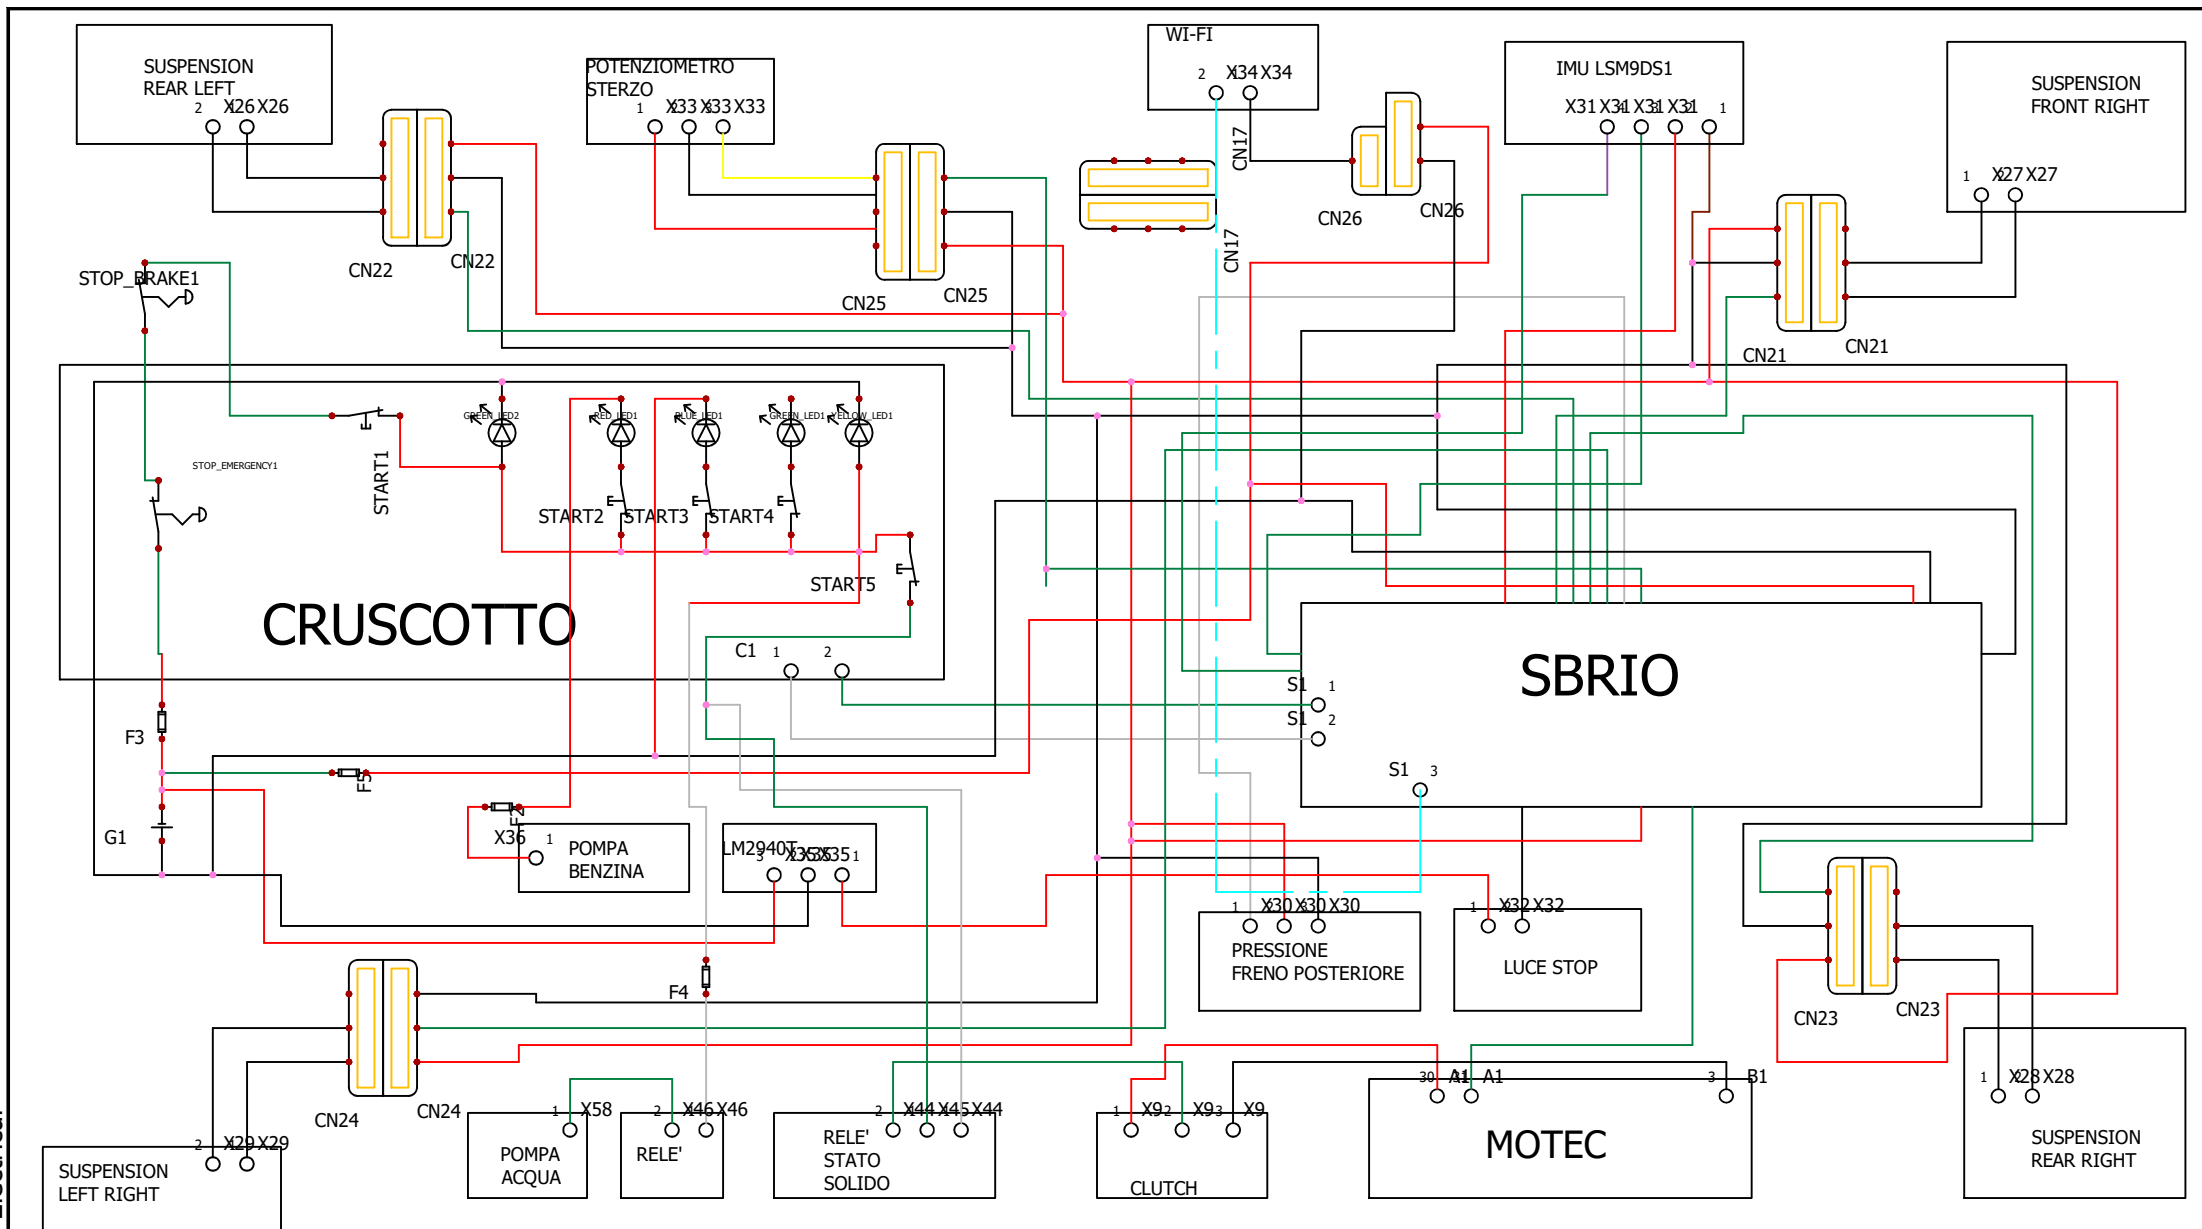 WI-FI
2 X34 X34
SUSPENSION
REAR LEFT
2 X26 X26
POTENZIOMETRO
STERZO
1 X33 X33 X33
IMU LSM9DS1
X31 X31 X31 X31 1
SUSPENSION
FRONT RIGHT
1 X27 X27
CN17
CN17
CN26
CN26
CN22
CN22
CN25
CN25
CN21
CN21
STOP_BRAKE1
GREEN_LED2
RED_LED1
BLUE_LED1
GREEN_LED1
YELLOW_LED1
STOP_EMERGENCY1
START1
START2
START3
START4
START5
CRUSCOTTO
C1 1 2
SBRIO
S1 1
S1 2
S1 3
F3
F5
F2
G1
X36 1
POMPA
BENZINA
LM2940T
3 X35 X35 1
1 X30 X30 X30
PRESSIONE
FRENO POSTERIORE
1 X32 X32
LUCE STOP
F4
CN23
CN23
CN24
CN24
2 X29 X29
SUSPENSION
LEFT RIGHT
1 X58
POMPA
ACQUA
2 X46 X46
RELE'
2 X44 X45 X44
RELE'
STATO
SOLIDO
1 X9 2 X9 3 X9
CLUTCH
30 A1 A1 3 B1
MOTEC
1 X28 X28
SUSPENSION
REAR RIGHT